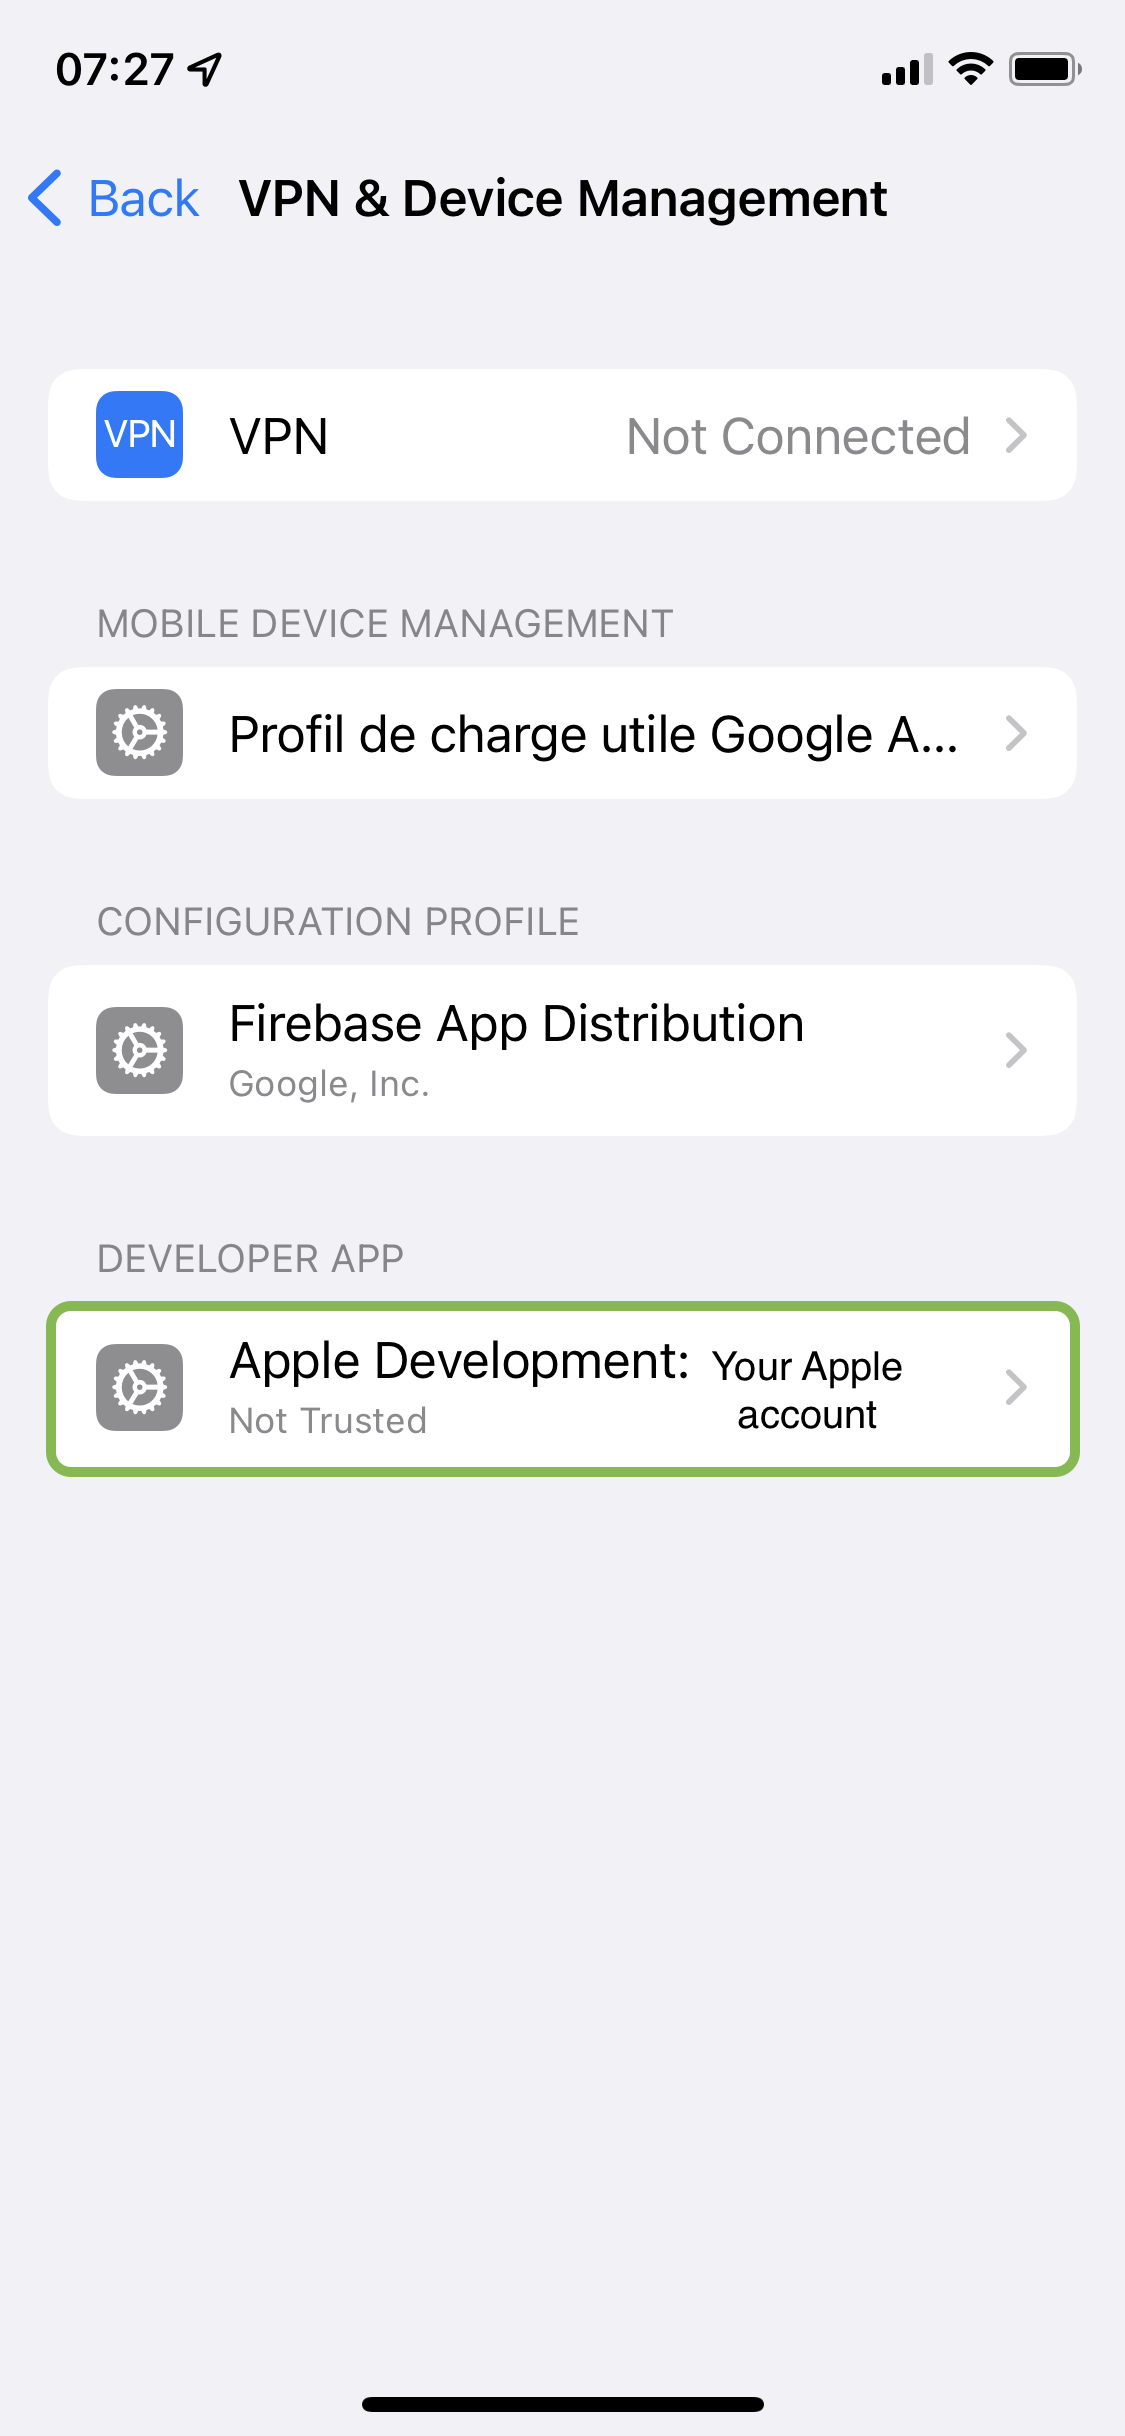 07:27
Back VPN & Device Management
VPN VPN Not Connected
MOBILE DEVICE MANAGEMENT
Profil de charge utile Google A...
CONFIGURATION PROFILE
Firebase App Distribution
Google, Inc.
DEVELOPER APP
Apple Development: Your Apple
Not Trusted account